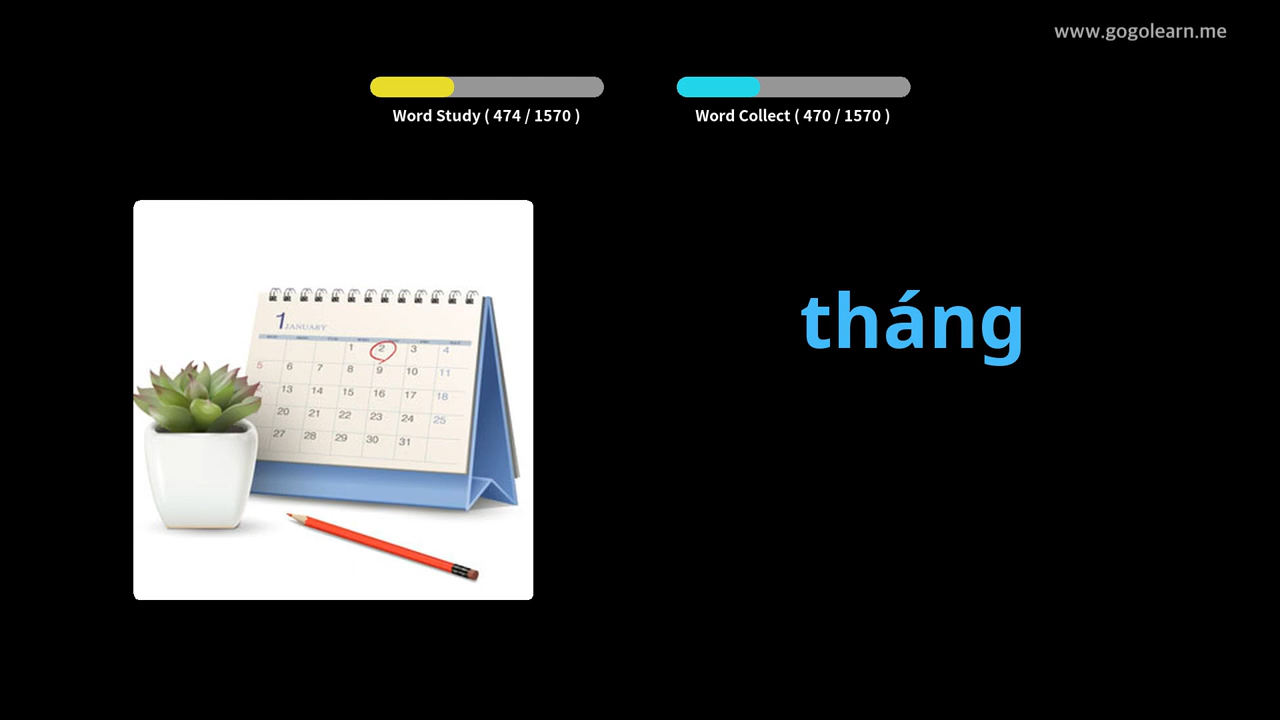 www.gogolearn.me
Word Study ( 474 / 1570 )
Word Collect ( 470 / 1570 )
tháng
1 JANUARY
1 2 3 4
5 6 7 8 9 10 11
13 14 15 16 17 18
20 21 22 23 24 25
27 28 29 30 31